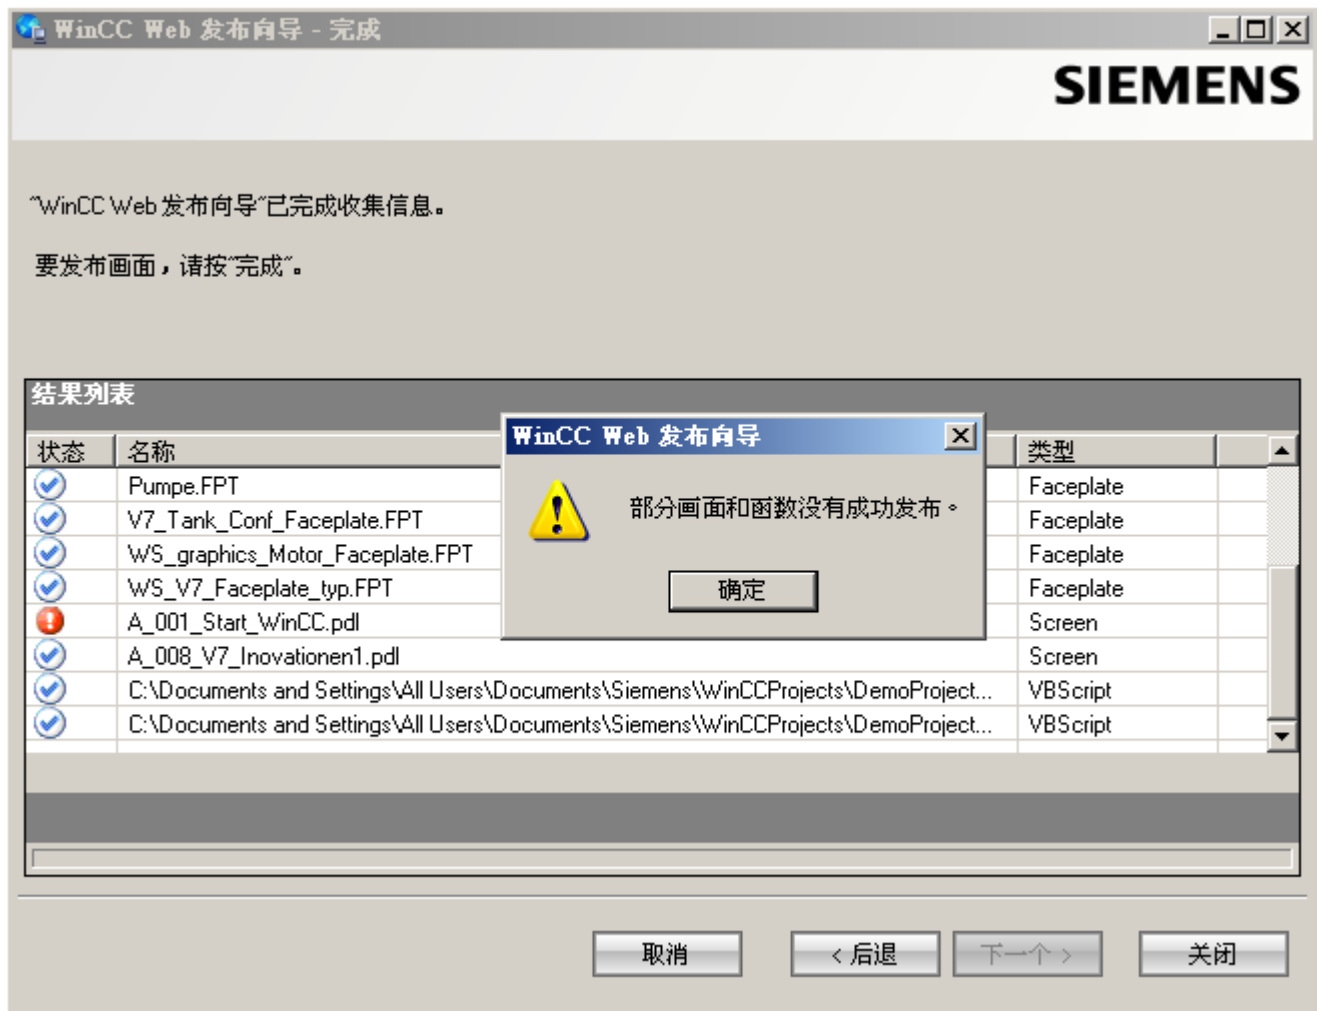 WinCC Web 发布向导 - 完成
SIEMENS
"WinCC Web 发布向导"已完成收集信息。
要发布画面，请按"完成"。
结果列表
状态 名称 类型
WinCC Web 发布向导
部分画面和函数没有成功发布。
确定
Pumpe.FPT Faceplate
V7_Tank_Conf_Faceplate.FPT Faceplate
WS_graphics_Motor_Faceplate.FPT Faceplate
WS_V7_Faceplate_typ.FPT Faceplate
A_001_Start_WinCC.pdl Screen
A_008_V7_Inovationen1.pdl Screen
C:\Documents and Settings\All Users\Documents\Siemens\WinCCProjects\DemoProject... VBScript
C:\Documents and Settings\All Users\Documents\Siemens\WinCCProjects\DemoProject... VBScript
取消 < 后退 下一个 > 关闭